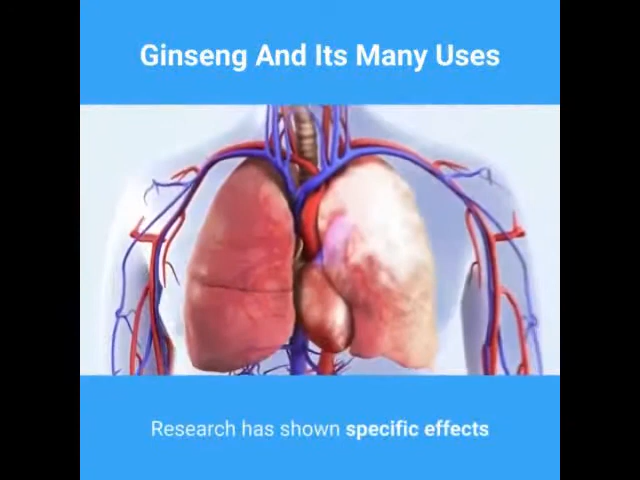 Ginseng And Its Many Uses
Research has shown specific effects